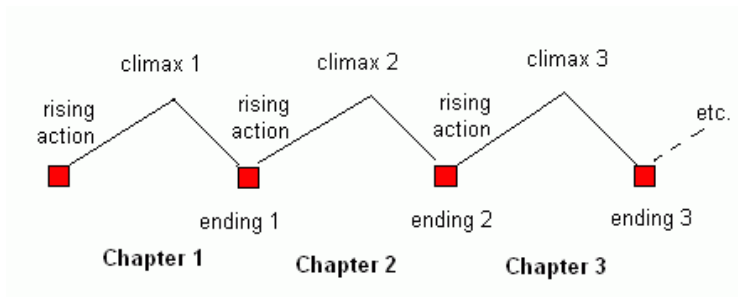 climax 1
climax 2
climax 3
rising
action
rising
action
rising
action
etc.
ending 1
ending 2
ending 3
Chapter 1
Chapter 2
Chapter 3